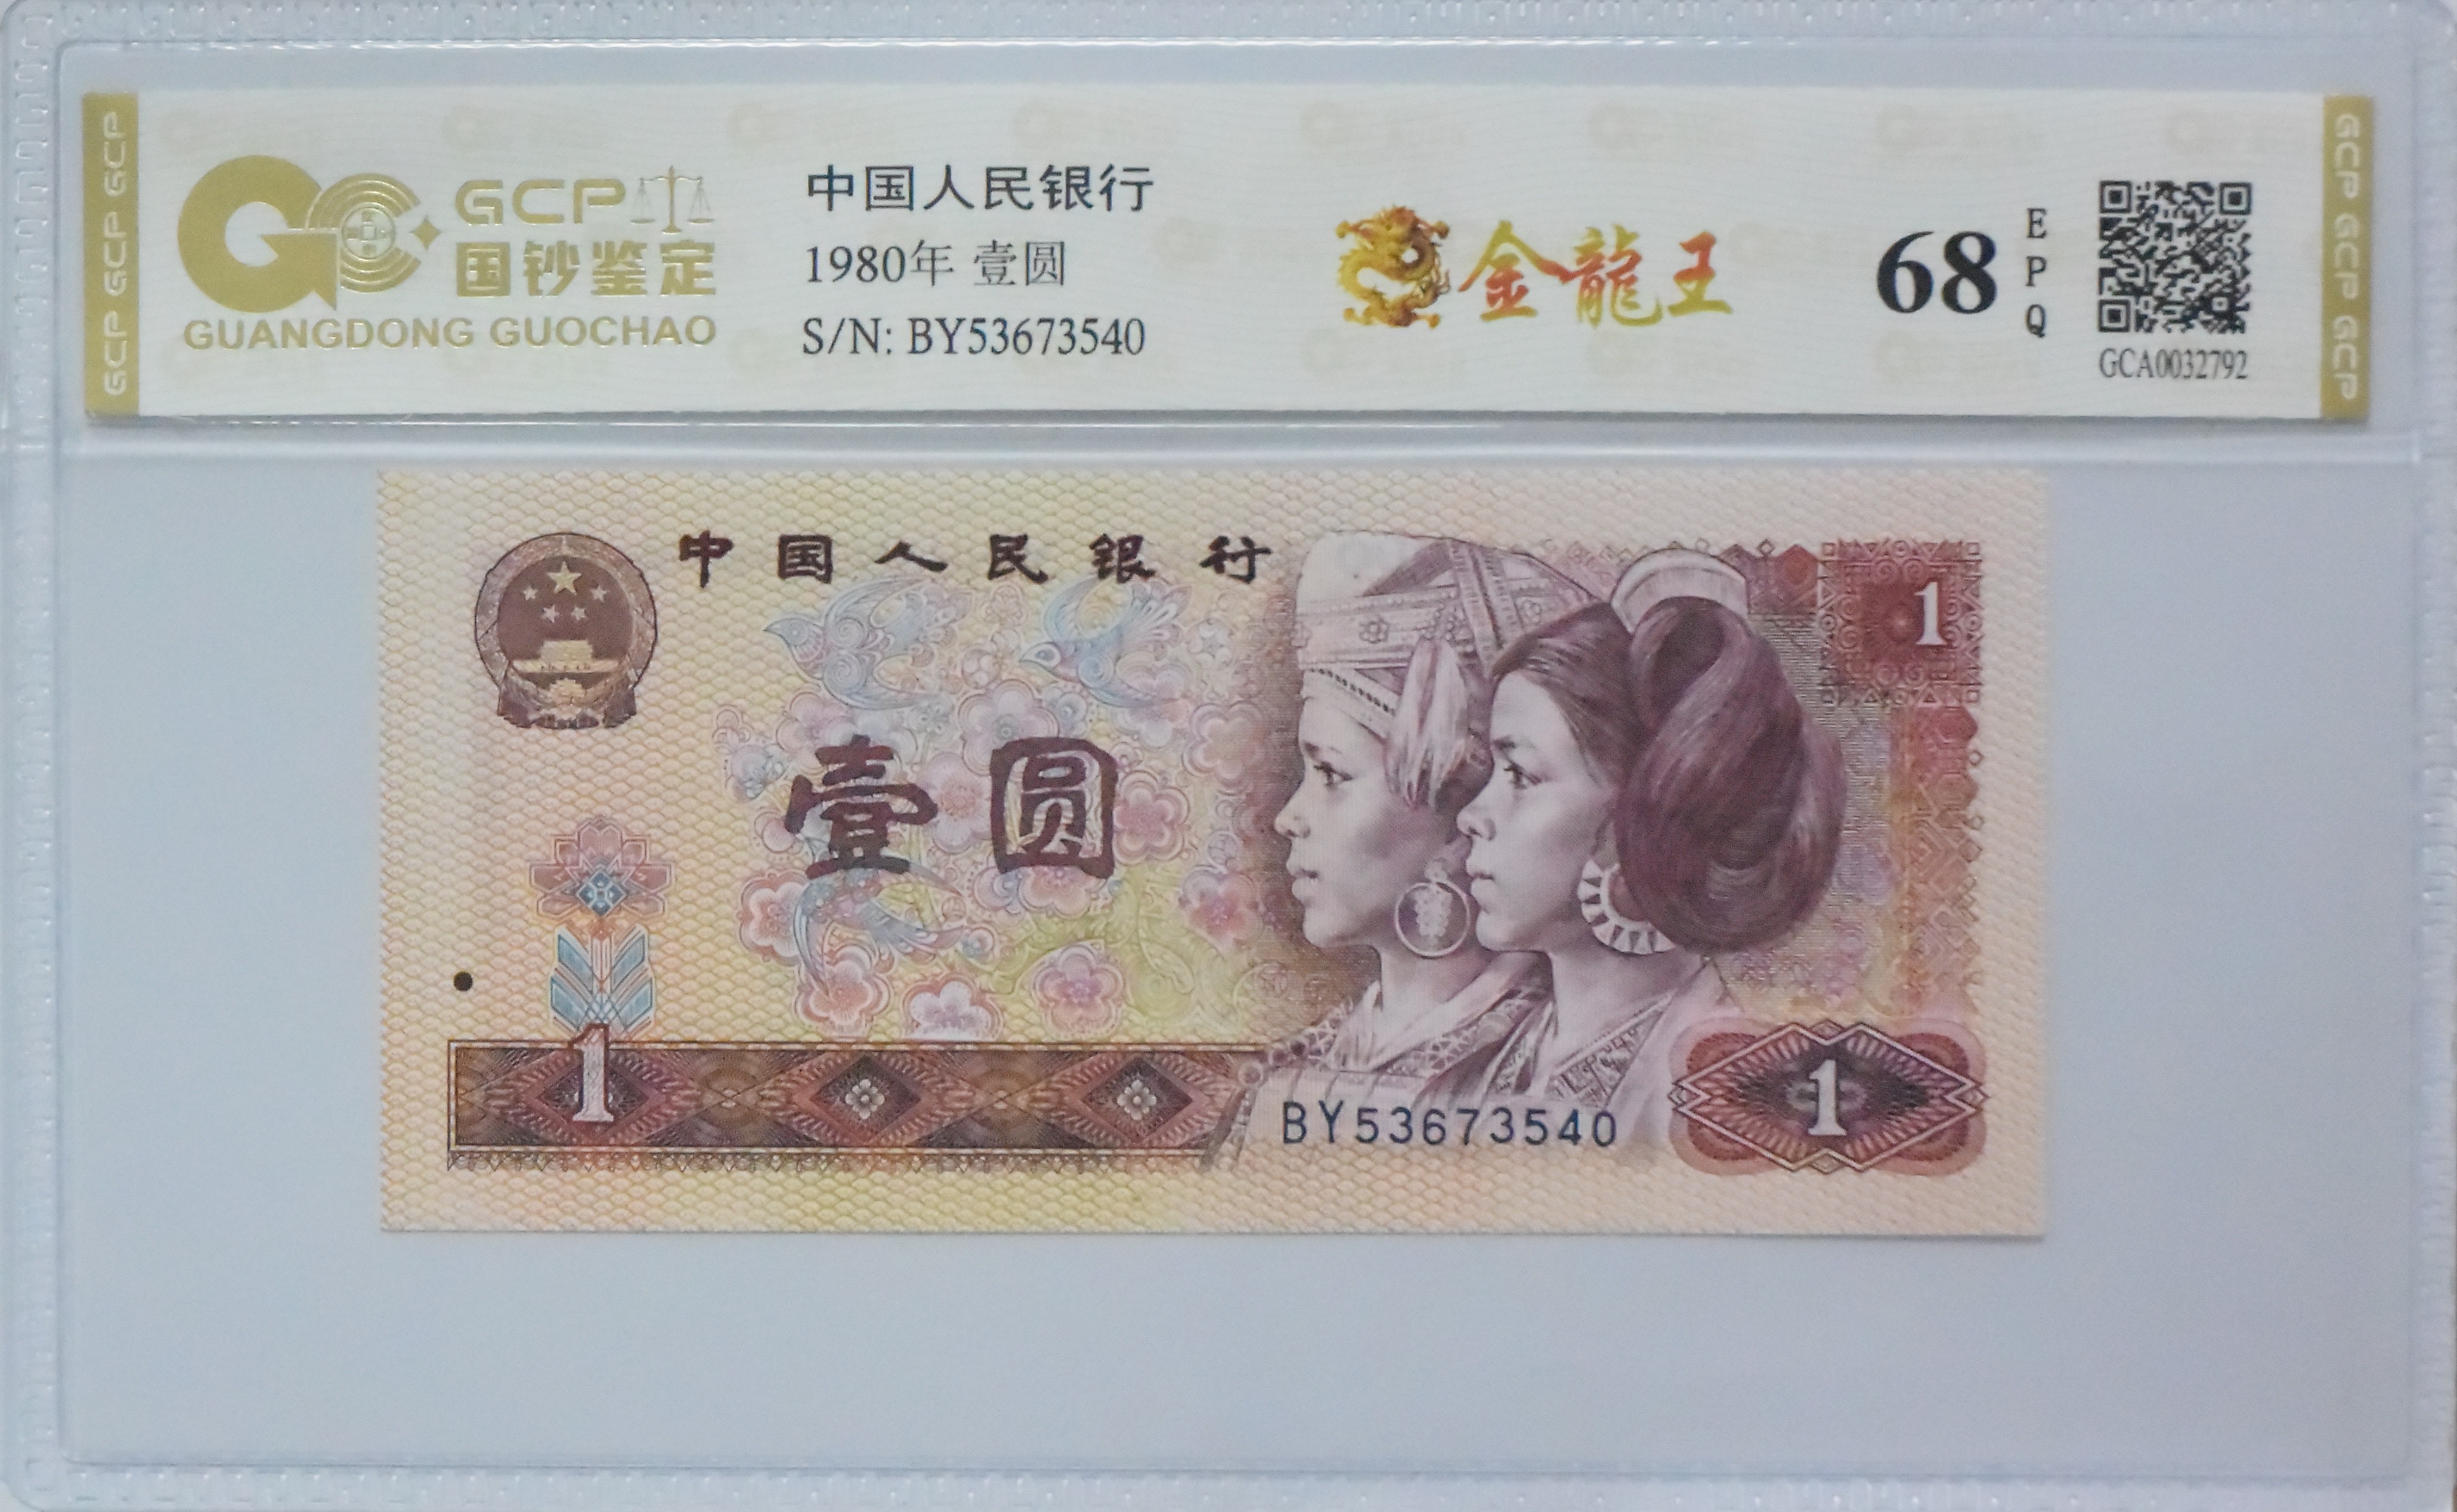 GCP GCP GCP
GCP
国钞鉴定
GUANGDONG GUOCHAO
中国人民银行
1980年 壹圆
S/N: BY53673540
金龍王
68
E
P
Q
GCA0032792
GCP GCP GCP
中国人民银行
1
壹圆
1
BY53673540
1